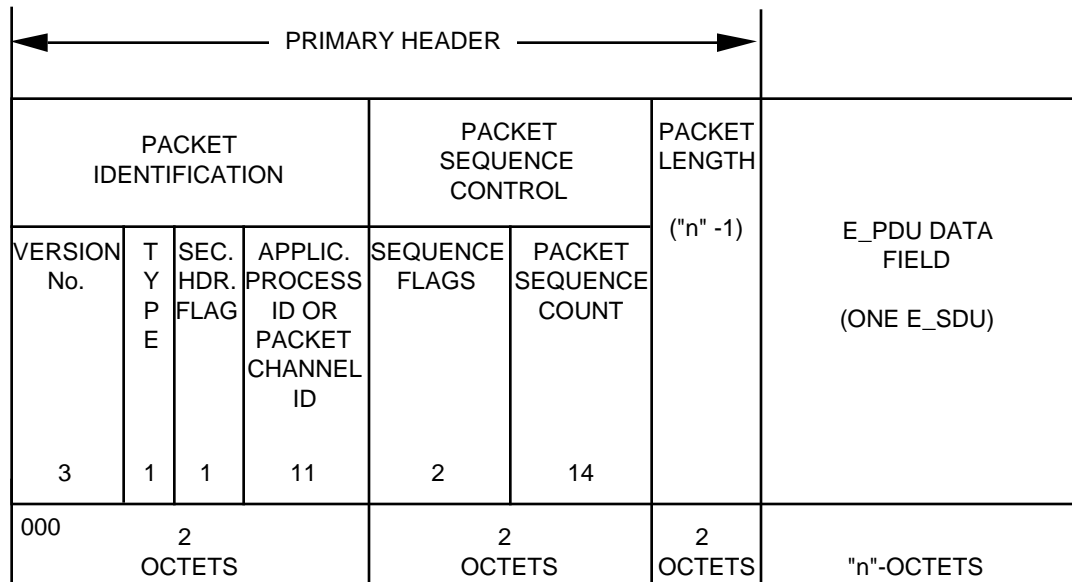 PRIMARY HEADER
PACKET
IDENTIFICATION
PACKET
SEQUENCE
CONTROL
PACKET
LENGTH
("n" -1)
VERSION
No.
T
Y
P
E
SEC.
HDR.
FLAG
APPLIC.
PROCESS
ID OR
PACKET
CHANNEL
ID
SEQUENCE
FLAGS
PACKET
SEQUENCE
COUNT
E_PDU DATA
FIELD
(ONE E_SDU)
3
1
1
11
2
14
000
2
OCTETS
2
OCTETS
2
OCTETS
"n"-OCTETS